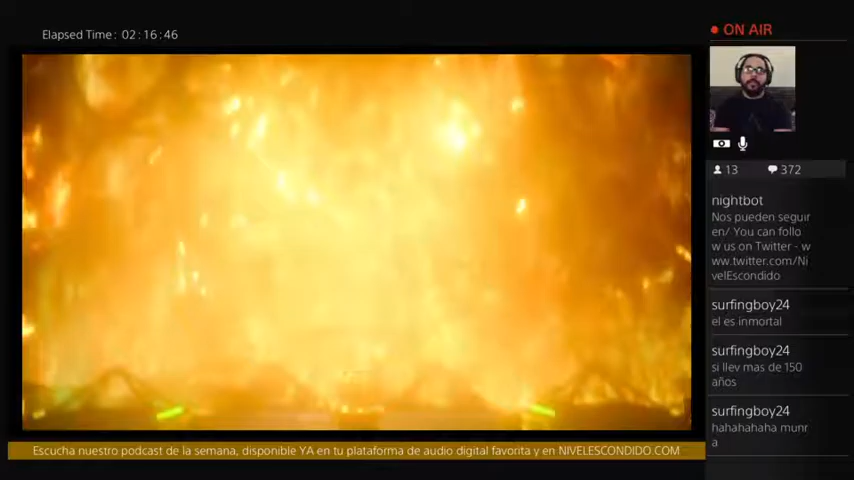 Elapsed Time: 02:16:46
ON AIR
13
372
nightbot
Nos pueden seguir
en/ You can follo
w us on Twitter - w
ww.twitter.com/Ni
velEscondido
surfingboy24
el es inmortal
surfingboy24
si llev mas de 150
años
surfingboy24
hahahahaha munr
a
Escucha nuestro podcast de la semana, disponible YA en tu plataforma de audio digital favorita y en NIVELESCONDIDO.COM